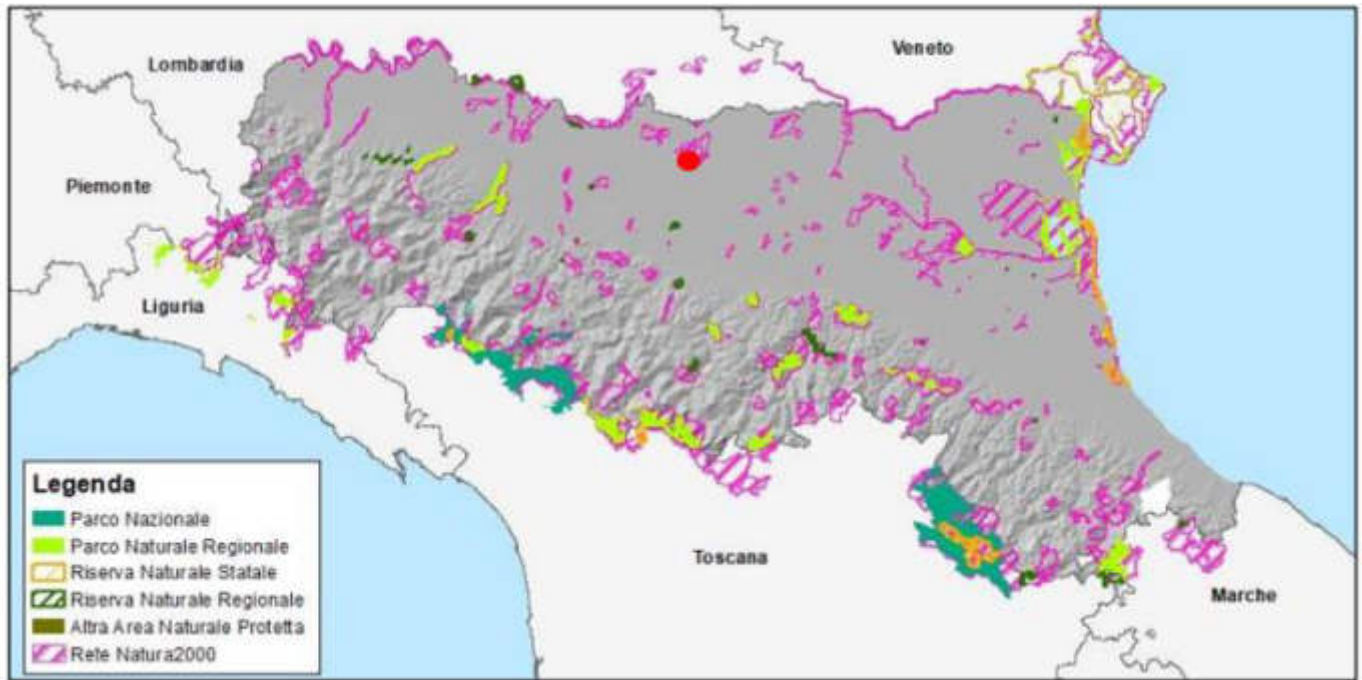 Veneto
Lombardia
Piemonte
Liguria
Toscana
Marche
Legenda
Parco Nazionale
Parco Naturale Regionale
Riserva Naturale Statale
Riserva Naturale Regionale
Altra Area Naturale Protetta
Rete Natura2000